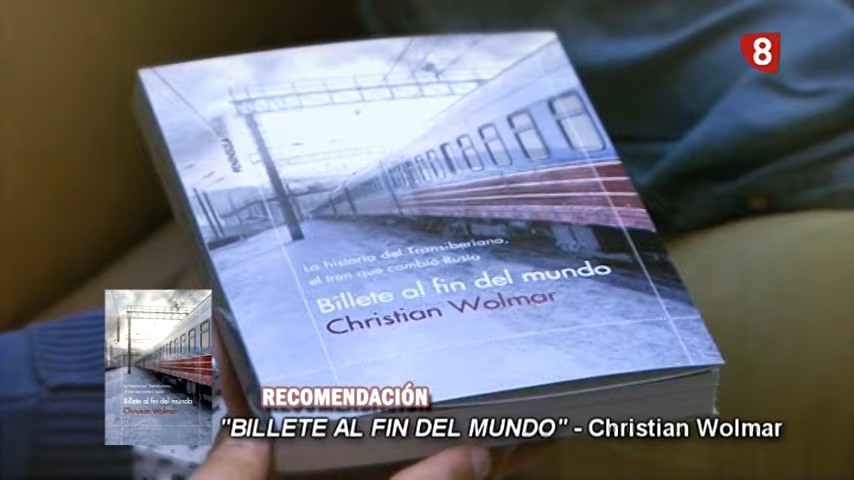 8
PENÍNSULA
La historia del Transiberiano,
el tren que cambió Rusia
Billete al fin del mundo
Christian Wolmar
Billete al fin del mundo
Christian Wolmar
RECOMENDACIÓN
"BILLETE AL FIN DEL MUNDO" - Christian Wolmar